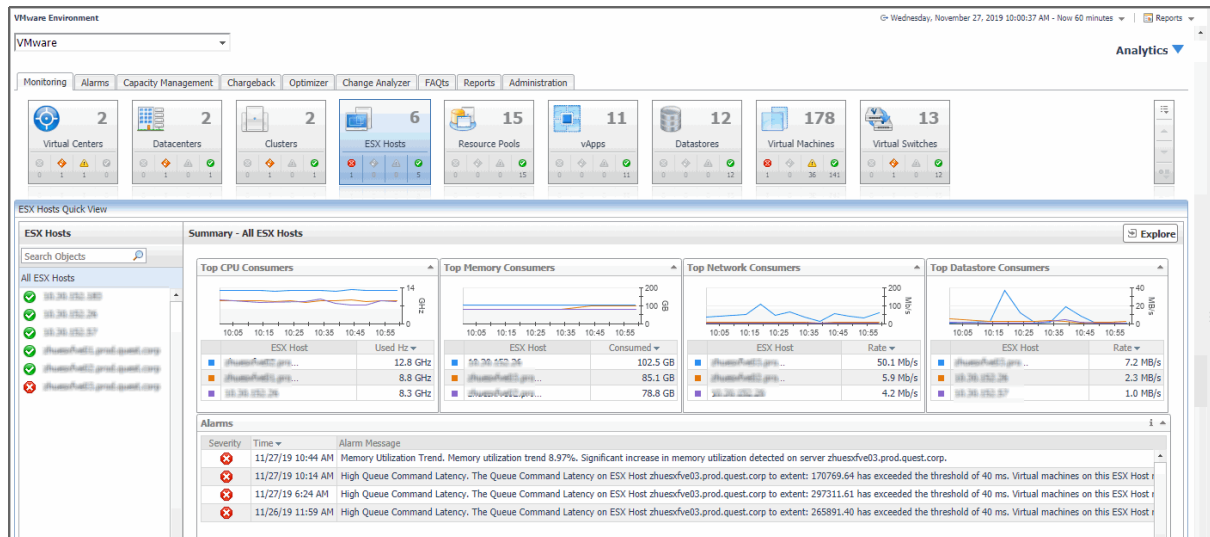 VMware Environment
Wednesday, November 27, 2019 10:00:37 AM - Now 60 minutes
Reports
VMware
Analytics
Monitoring Alarms Capacity Management Chargeback Optimizer Change Analyzer FAQts Reports Administration
2 2 2 6 15 11 12 178 13
Virtual Centers Datacenters Clusters ESX Hosts Resource Pools vApps Datastores Virtual Machines Virtual Switches
0 1 1 0 0 1 0 1 0 1 0 1 1 0 0 5 0 0 0 15 0 0 0 11 0 0 0 12 1 0 36 141 0 1 0 12
ESX Hosts Quick View
ESX Hosts
Summary - All ESX Hosts
Explore
Search Objects
All ESX Hosts
Top CPU Consumers
14
0
GHz
10:05 10:15 10:25 10:35 10:45 10:55
ESX Host Used Hz
12.8 GHz
8.8 GHz
8.3 GHz
Top Memory Consumers
200
100
0
GB
10:05 10:15 10:25 10:35 10:45 10:55
ESX Host Consumed
102.5 GB
85.1 GB
78.8 GB
Top Network Consumers
200
100
0
Mb/s
10:05 10:15 10:25 10:35 10:45 10:55
ESX Host Rate
50.1 Mb/s
5.9 Mb/s
4.2 Mb/s
Top Datastore Consumers
40
20
0
MB/s
10:05 10:15 10:25 10:35 10:45 10:55
ESX Host Rate
7.2 MB/s
2.3 MB/s
1.0 MB/s
Alarms
Severity Time Alarm Message
11/27/19 10:44 AM Memory Utilization Trend. Memory utilization trend 8.97%. Significant increase in memory utilization detected on server zhuesxfve03.prod.quest.corp.
11/27/19 10:14 AM High Queue Command Latency. The Queue Command Latency on ESX Host zhuesxfve03.prod.quest.corp to extent: 170769.64 has exceeded the threshold of 40 ms. Virtual machines on this ESX Host
11/27/19 6:24 AM High Queue Command Latency. The Queue Command Latency on ESX Host zhuesxfve03.prod.quest.corp to extent: 297311.61 has exceeded the threshold of 40 ms. Virtual machines on this ESX Host
11/26/19 11:59 AM High Queue Command Latency. The Queue Command Latency on ESX Host zhuesxfve03.prod.quest.corp to extent: 265891.40 has exceeded the threshold of 40 ms. Virtual machines on this ESX Host